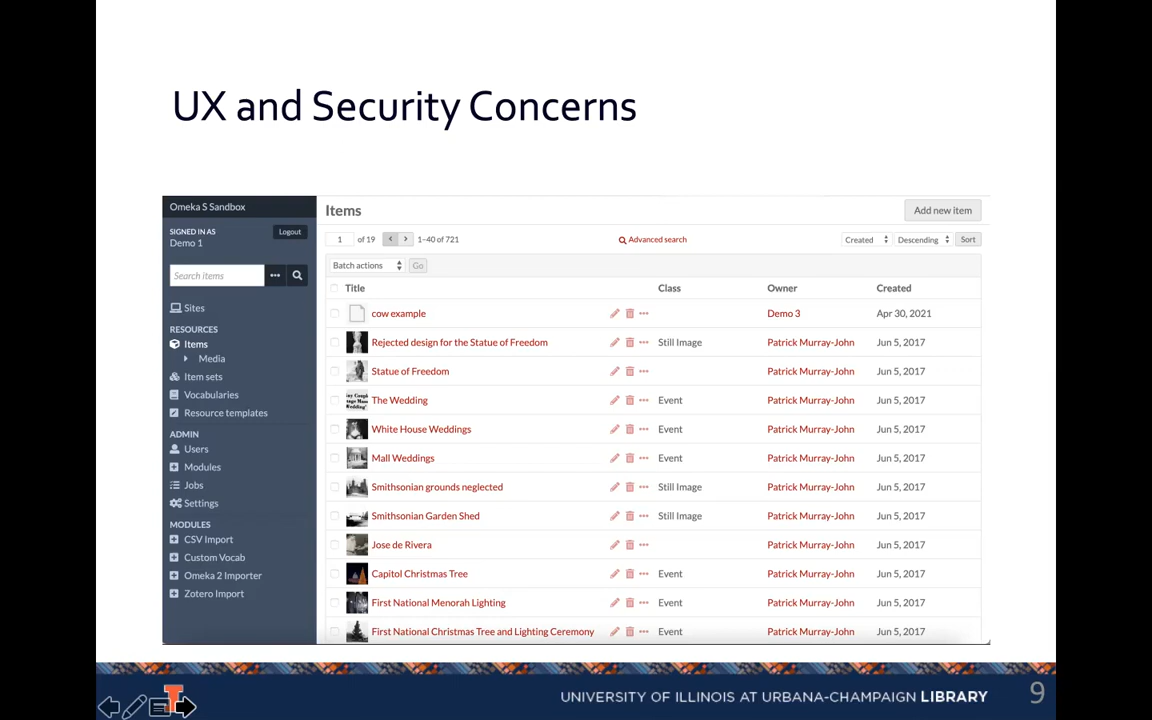 UX and Security Concerns
Omeka S Sandbox
SIGNED IN AS
Demo 1
Logout
Search items
Sites
RESOURCES
Items
Media
Item sets
Vocabularies
Resource templates
ADMIN
Users
Modules
Jobs
Settings
MODULES
CSV Import
Custom Vocab
Omeka 2 Importer
Zotero Import
Items
Add new item
1 of 19 1–40 of 721
Advanced search
Created Descending Sort
Batch actions Go
Title Class Owner Created
cow example Demo 3 Apr 30, 2021
Rejected design for the Statue of Freedom Still Image Patrick Murray-John Jun 5, 2017
Statue of Freedom Patrick Murray-John Jun 5, 2017
The Wedding Event Patrick Murray-John Jun 5, 2017
White House Weddings Event Patrick Murray-John Jun 5, 2017
Mall Weddings Event Patrick Murray-John Jun 5, 2017
Smithsonian grounds neglected Still Image Patrick Murray-John Jun 5, 2017
Smithsonian Garden Shed Still Image Patrick Murray-John Jun 5, 2017
Jose de Rivera Patrick Murray-John Jun 5, 2017
Capitol Christmas Tree Event Patrick Murray-John Jun 5, 2017
First National Menorah Lighting Event Patrick Murray-John Jun 5, 2017
First National Christmas Tree and Lighting Ceremony Event Patrick Murray-John Jun 5, 2017
UNIVERSITY OF ILLINOIS AT URBANA-CHAMPAIGN LIBRARY
9